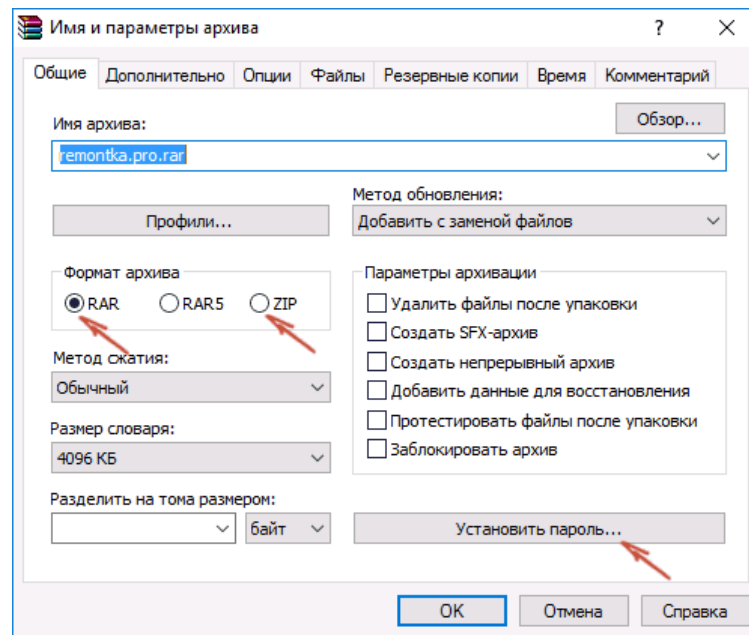 Имя и параметры архива
Общие Дополнительно Опции Файлы Резервные копии Время Комментарий
Имя архива:
Обзор...
remontka.pro.rar
Метод обновления:
Профили...
Добавить с заменой файлов
Формат архива
Параметры архивации
RAR RAR5 ZIP
Удалить файлы после упаковки
Создать SFX-архив
Метод сжатия:
Создать непрерывный архив
Обычный
Добавить данные для восстановления
Протестировать файлы после упаковки
Размер словаря:
Заблокировать архив
4096 КБ
Разделить на тома размером:
байт
Установить пароль...
OK Отмена Справка